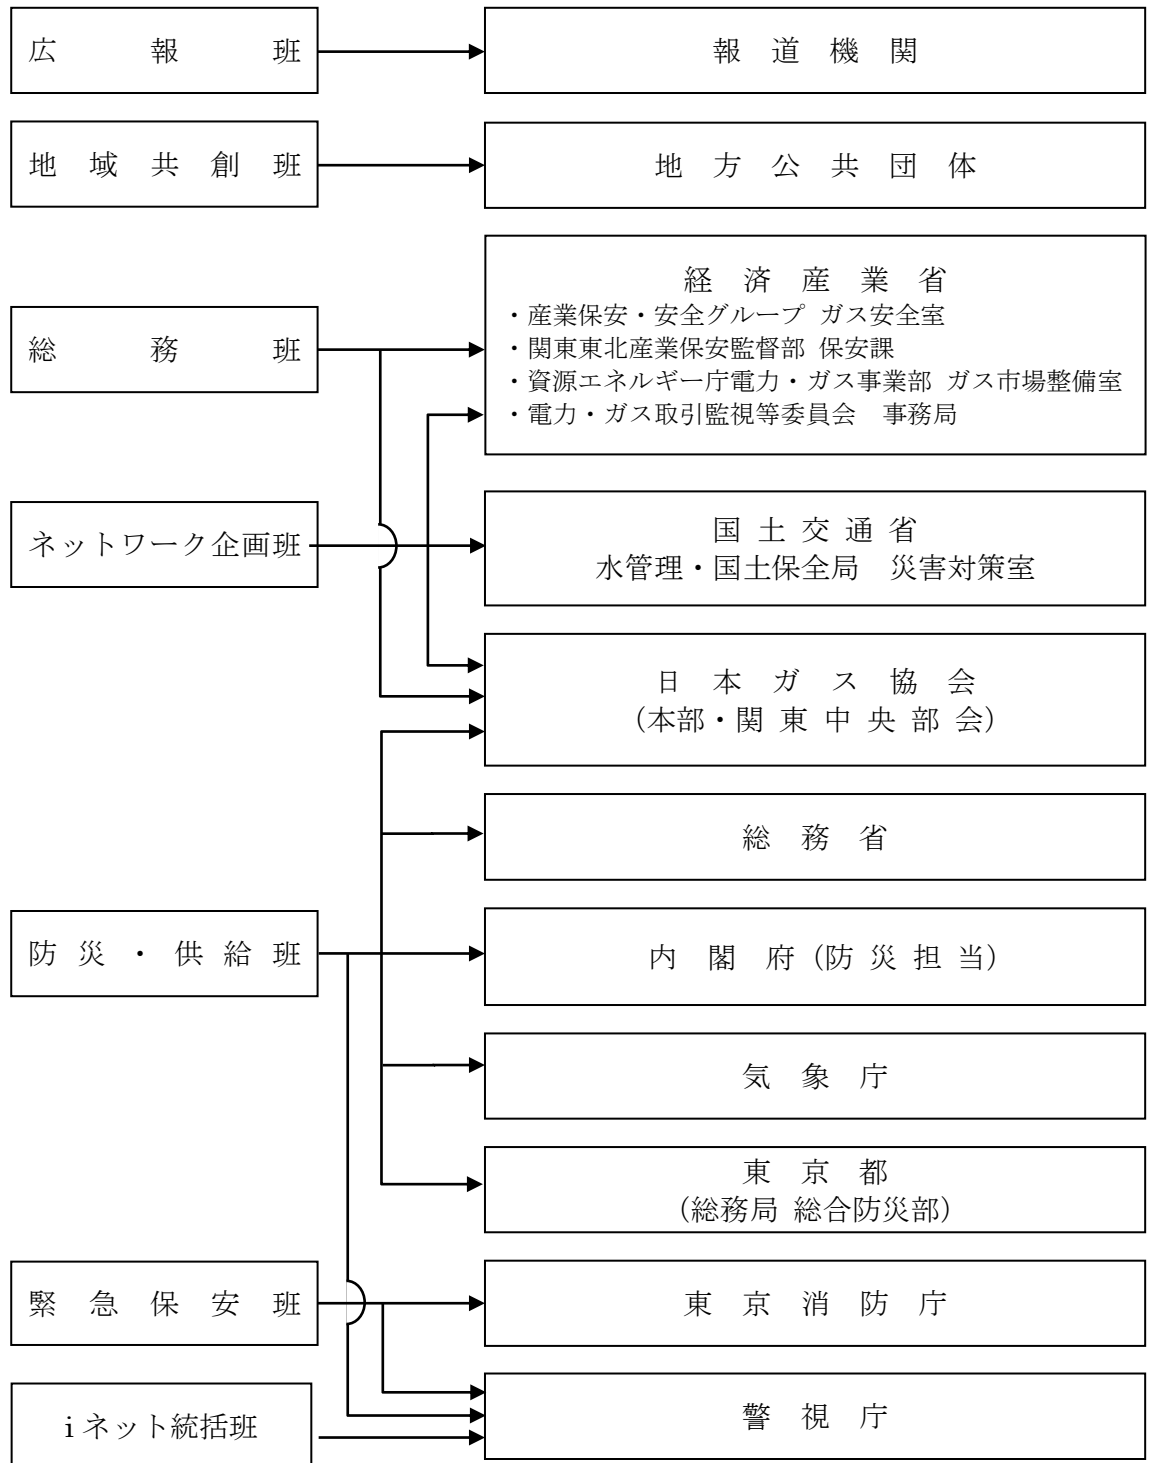 広報班
報道機関
地域共創班
地方公共団体
経済産業省
・産業保安・安全グループ ガス安全室
・関東東北産業保安監督部 保安課
・資源エネルギー庁電力・ガス事業部 ガス市場整備室
・電力・ガス取引監視等委員会　事務局
総務班
ネットワーク企画班
国土交通省
水管理・国土保全局　災害対策室
日本ガス協会
（本部・関東中央部会）
総務省
防災・供給班
内閣府（防災担当）
気象庁
東京都
（総務局 総合防災部）
緊急保安班
東京消防庁
iネット統括班
警視庁